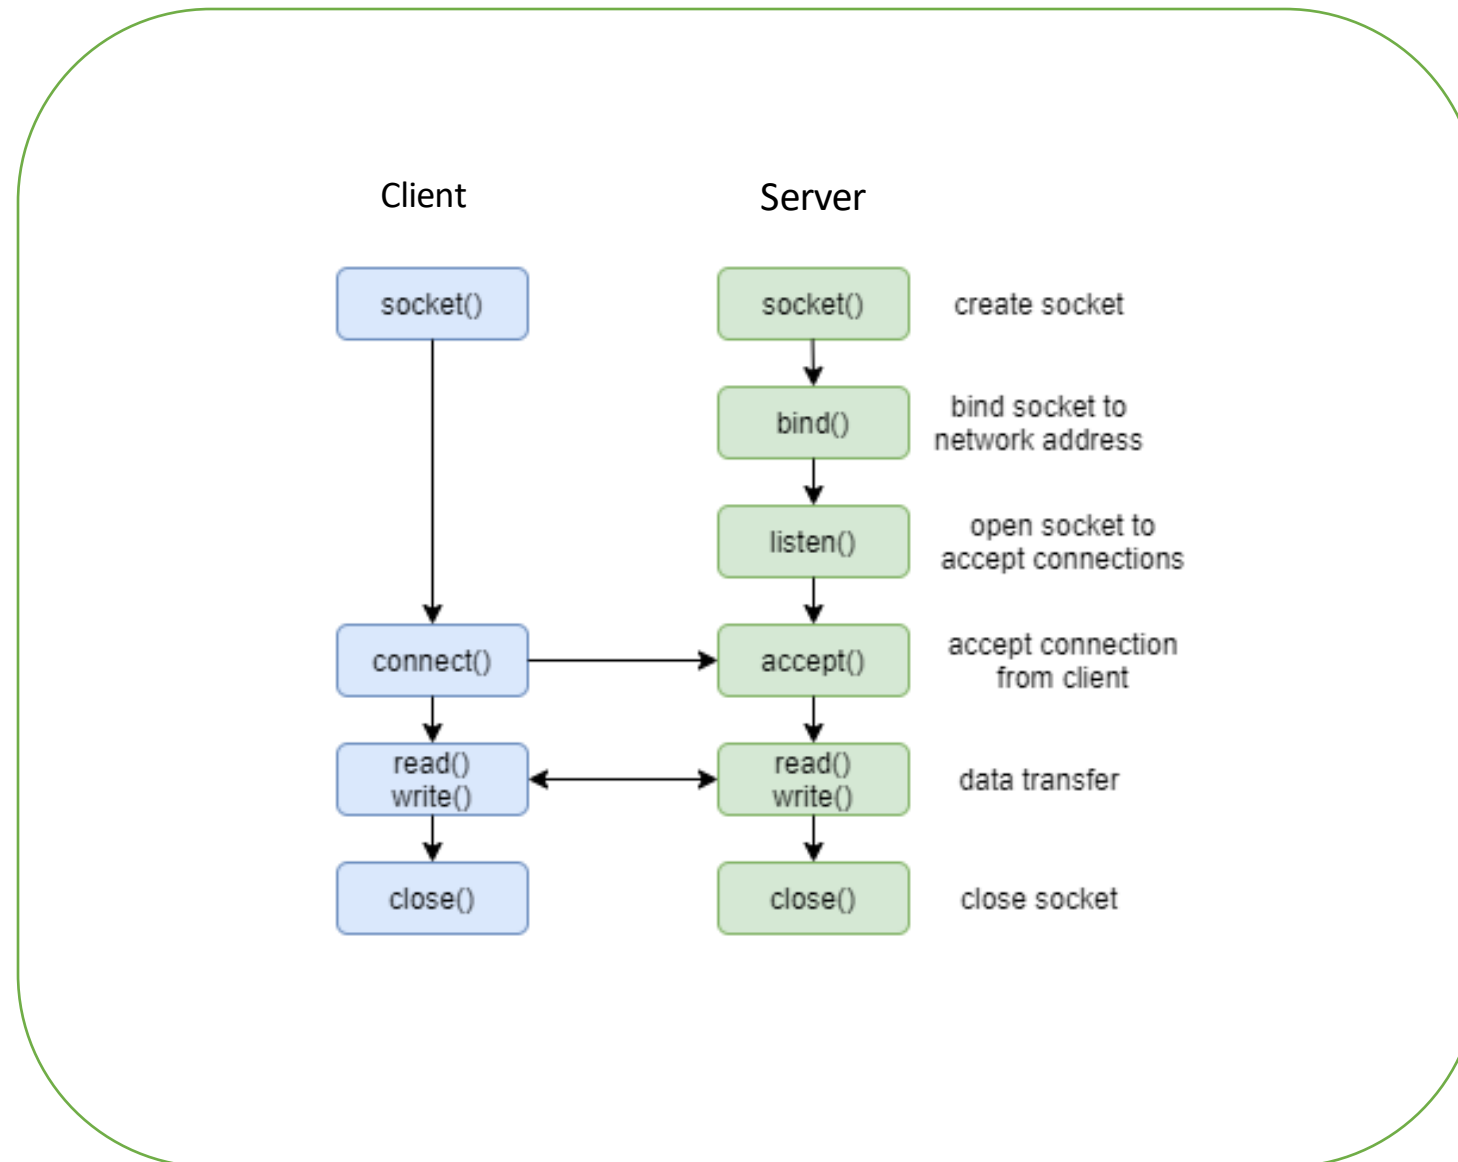 Client
Server
socket()
socket()
create socket
bind()
bind socket to
network address
listen()
open socket to
accept connections
connect()
accept()
accept connection
from client
read()
write()
read()
write()
data transfer
close()
close()
close socket